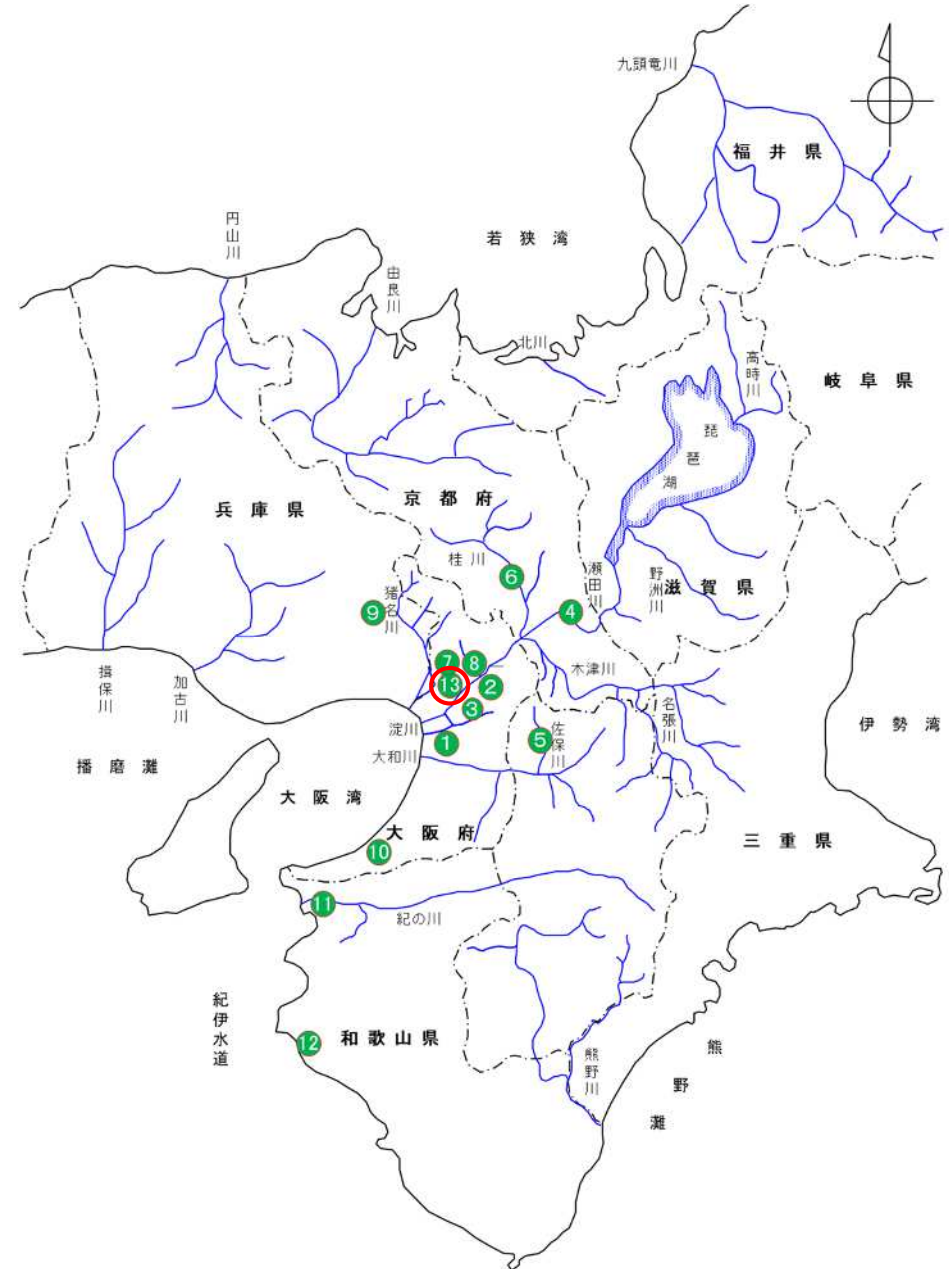 九頭竜川
福井県
円山川
若狭湾
由良川
北川
高時川
岐阜県
琵琶湖
兵庫県
京都府
桂川
6
瀬田川
野洲川
滋賀県
猪名川
9
4
7
8
木津川
13
2
揖保川
加古川
3
名張川
伊勢湾
淀川
1
5
佐保川
大和川
播磨灘
大阪湾
大阪府
三重県
10
11
紀の川
紀伊水道
12
和歌山県
熊野川
熊野灘